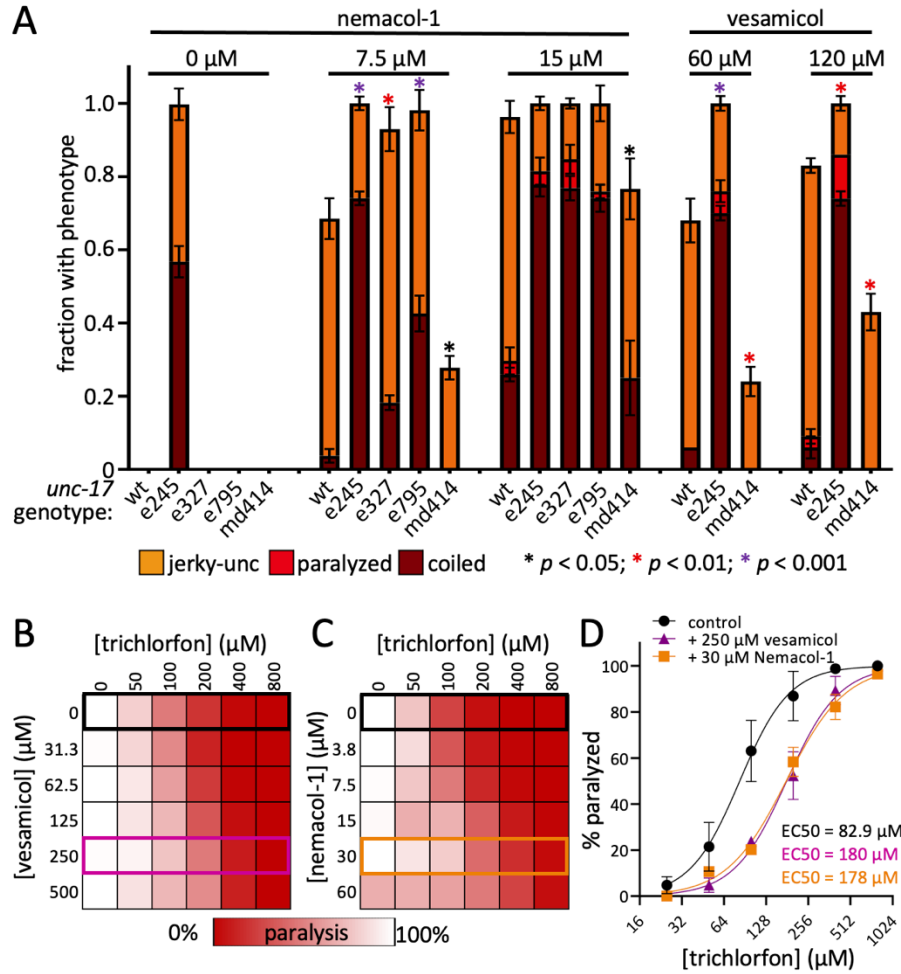 A
nemacol-1
vesamicol
0 µM
7.5 µM
15 µM
60 µM
120 µM
fraction with phenotype
1.0
0.8
0.6
0.4
0.2
0
* * * * * * * *
unc-17
genotype:
wt e245 e327 e795 md414 wt e245 e327 e795 md414 wt e245 e327 e795 md414 wt e245 md414 wt e245 md414
jerky-unc paralyzed coiled * p < 0.05; * p < 0.01; * p < 0.001
B
[trichlorfon] (µM)
0 50 100 200 400 800
[vesamicol] (µM)
0
31.3
62.5
125
250
500
C
[trichlorfon] (µM)
0 50 100 200 400 800
[nemacol-1] (µM)
0
3.8
7.5
15
30
60
0% paralysis 100%
D
control
+ 250 µM vesamicol
+ 30 µM Nemacol-1
% paralyzed
100
80
60
40
20
0
EC50 = 82.9 µM
EC50 = 180 µM
EC50 = 178 µM
16 32 64 128 256 512 1024
[trichlorfon] (µM)